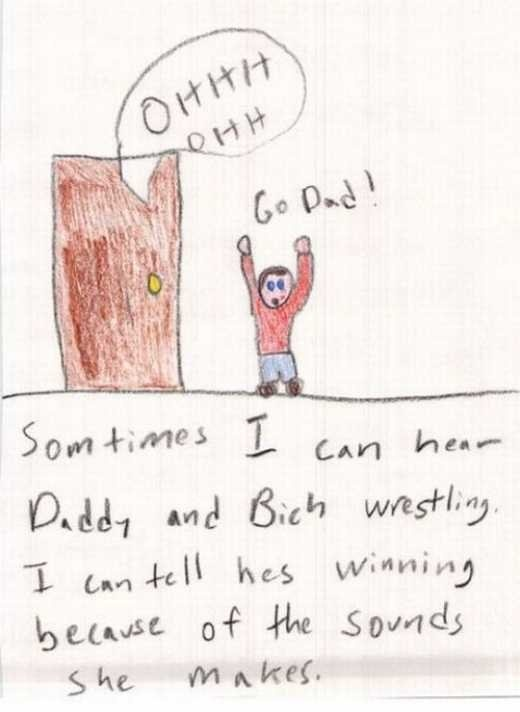 OHHH
OHH
Go Dad!
Somtimes I can hear
Daddy and Bich wrestling.
I can tell hes winning
because of the sounds
she makes.